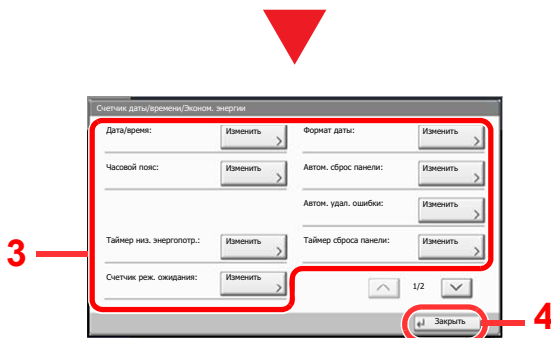 Счетчик даты/времени/Эконом. энергии
Дата/время: Изменить Формат даты: Изменить
Часовой пояс: Изменить Автом. сброс панели: Изменить
Автом. удал. ошибки: Изменить
3 Таймер низ. энергопотр.: Изменить Таймер сброса панели: Изменить
Счетчик реж. ожидания: Изменить 1/2
Закрыть 4